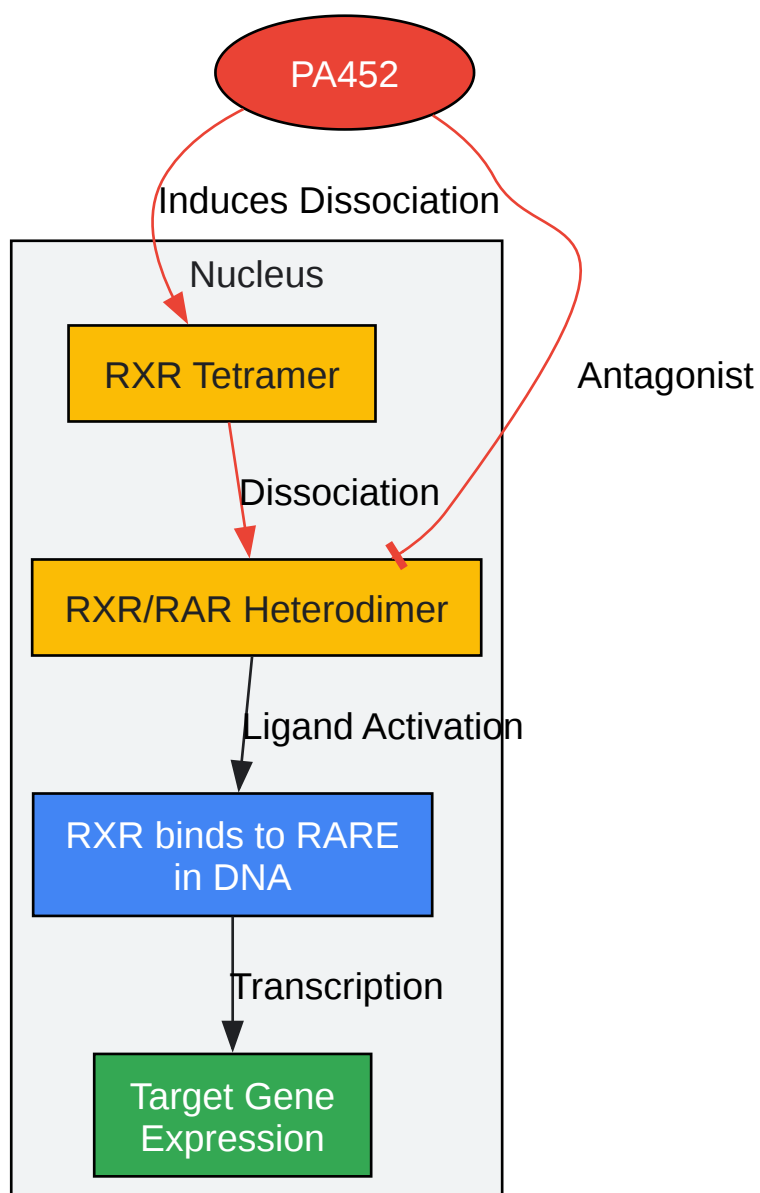 PA452
Induces Dissociation
Nucleus
RXR Tetramer
Antagonist
Dissociation
RXR/RAR Heterodimer
Ligand Activation
RXR binds to RARE
in DNA
Transcription
Target Gene
Expression